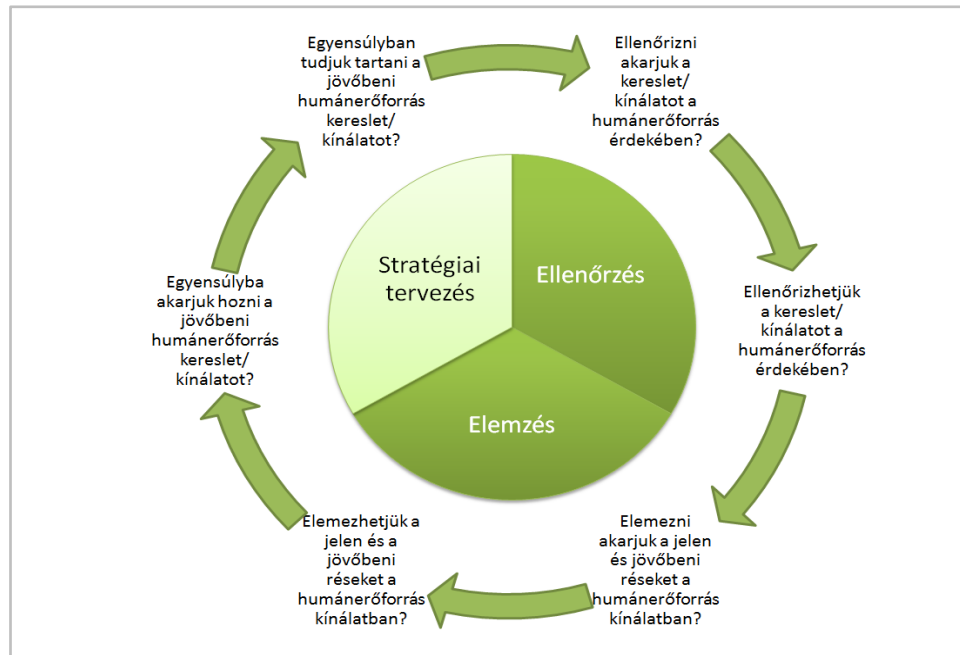 Egyensúlyban
tudjuk tartani a
jövőbeni
humánerőforrás
kereslet/
kínálatot?
Ellenőrizni
akarjuk a
kereslet/
kínálatot a
humánerőforrás
érdekében?
Ellenőrizhetjük
a kereslet/
kínálatot a
humánerőforrás
érdekében?
Elemezni
akarjuk a jelen
és jövőbeni
réseket a
humánerőforrás
kínálatban?
Elemezhetjük a
jelen és a
jövőbeni
réseket a
humánerőforrás
kínálatban?
Egyensúlyba
akarjuk hozni a
jövőbeni
humánerőforrás
kereslet/
kínálatot?
Stratégiai
tervezés
Ellenőrzés
Elemzés